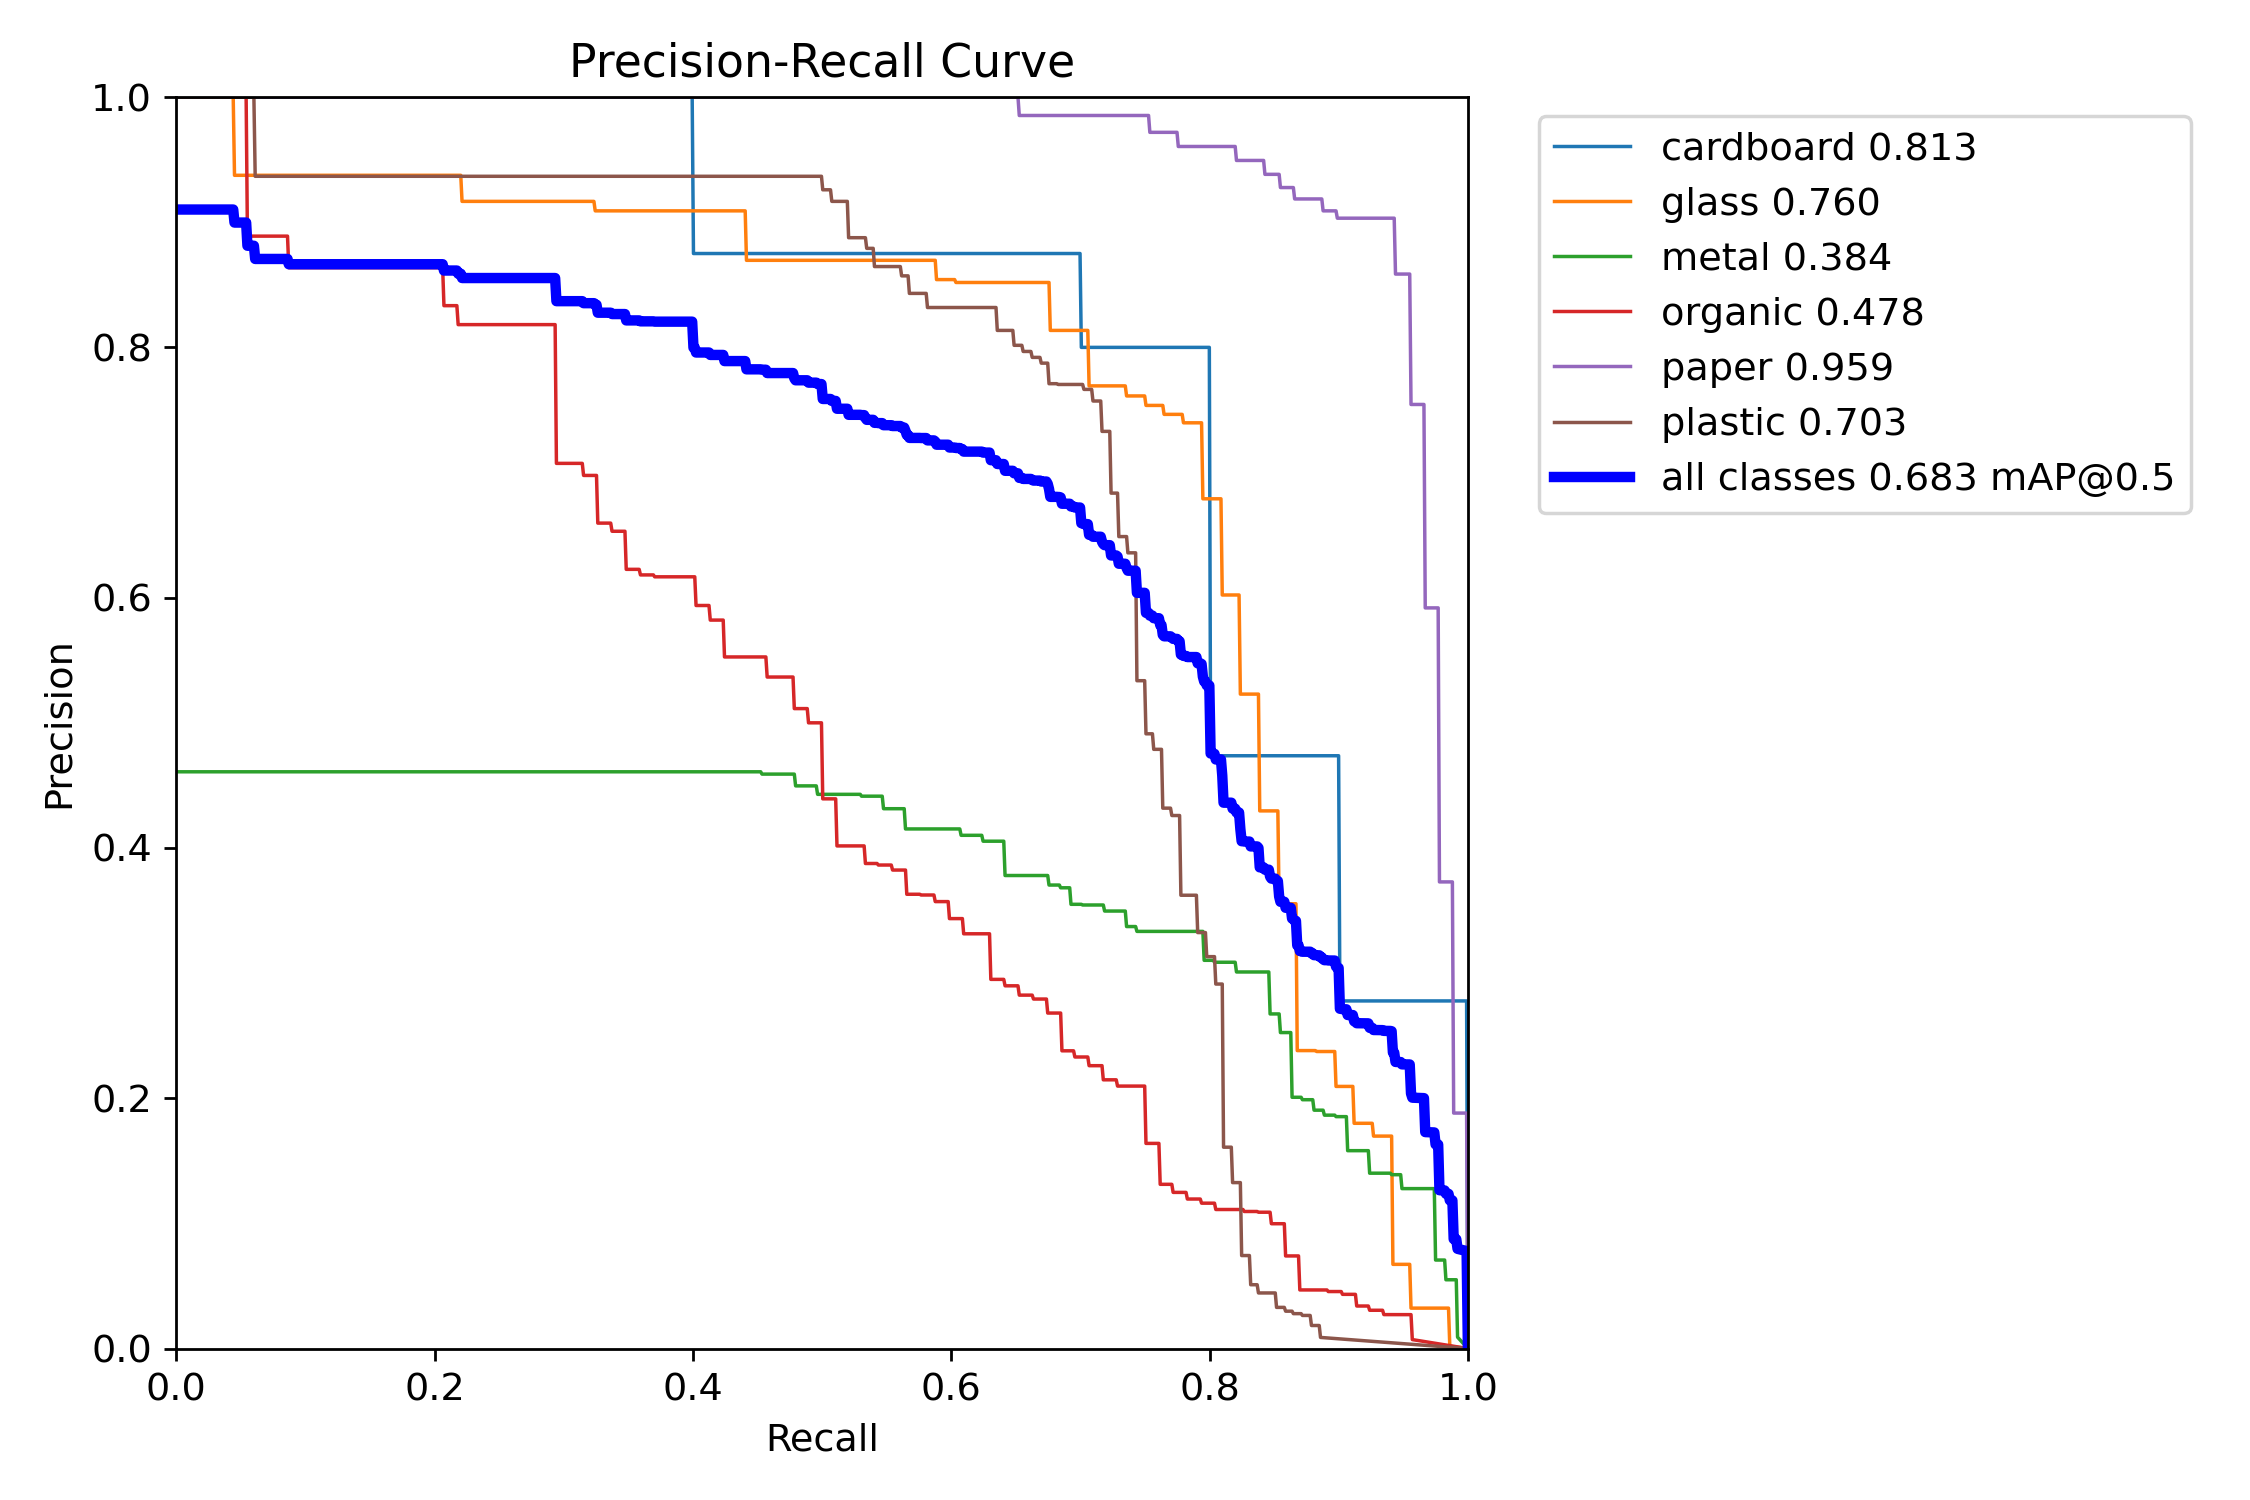 Precision-Recall Curve
1.0
0.8
0.6
0.4
0.2
0.0
Precision
0.0 0.2 0.4 0.6 0.8 1.0
Recall
cardboard 0.813
glass 0.760
metal 0.384
organic 0.478
paper 0.959
plastic 0.703
all classes 0.683 mAP@0.5